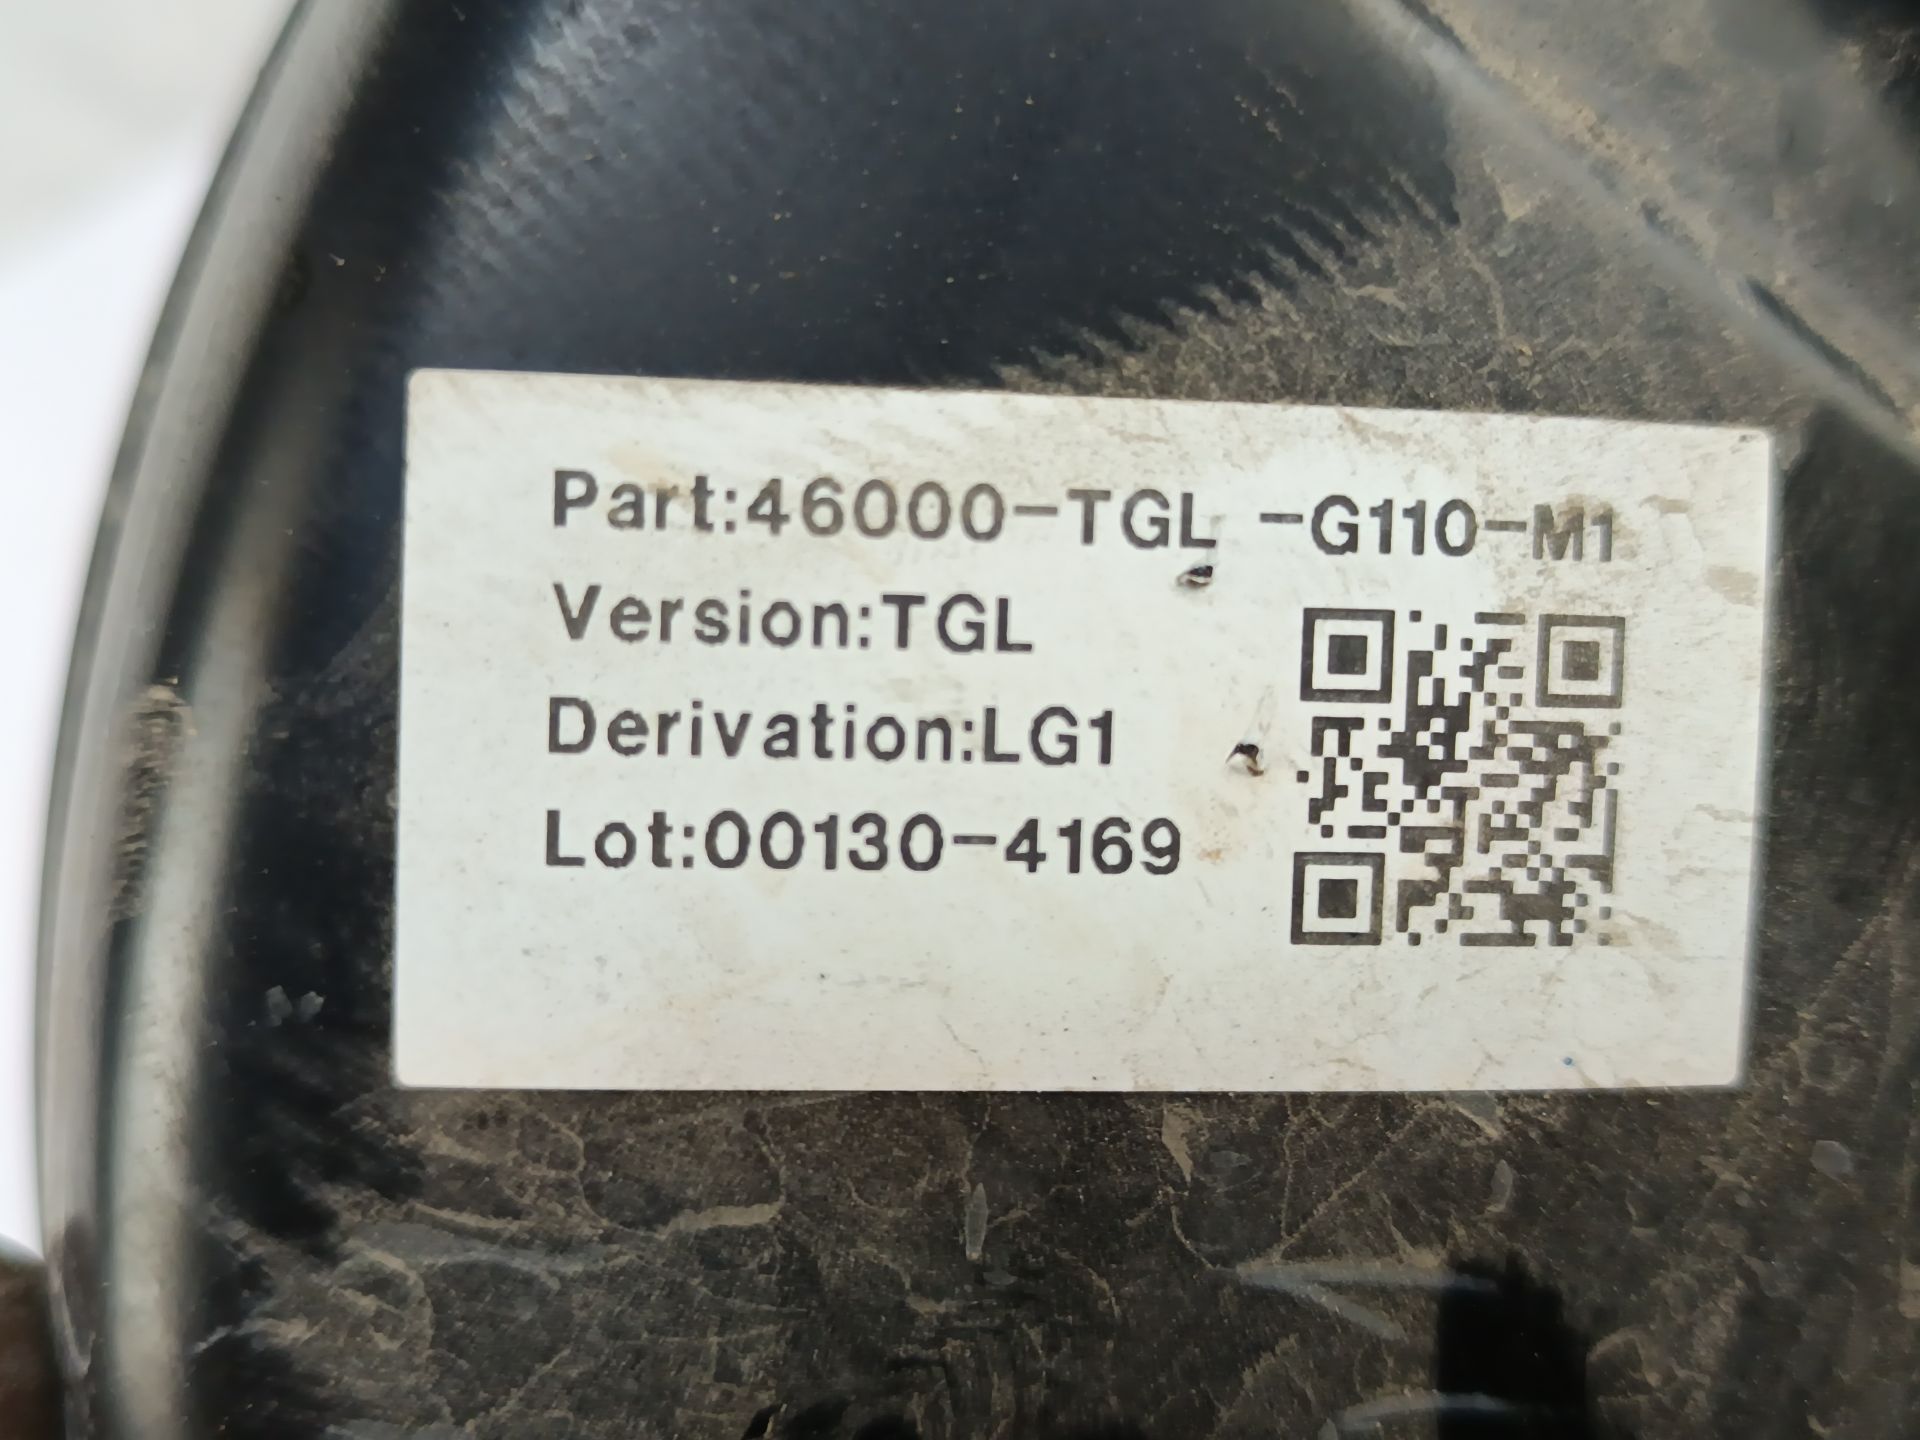 Part:46000-TGL -G110-M1
Version:TGL
Derivation:LG1
Lot:00130-4169